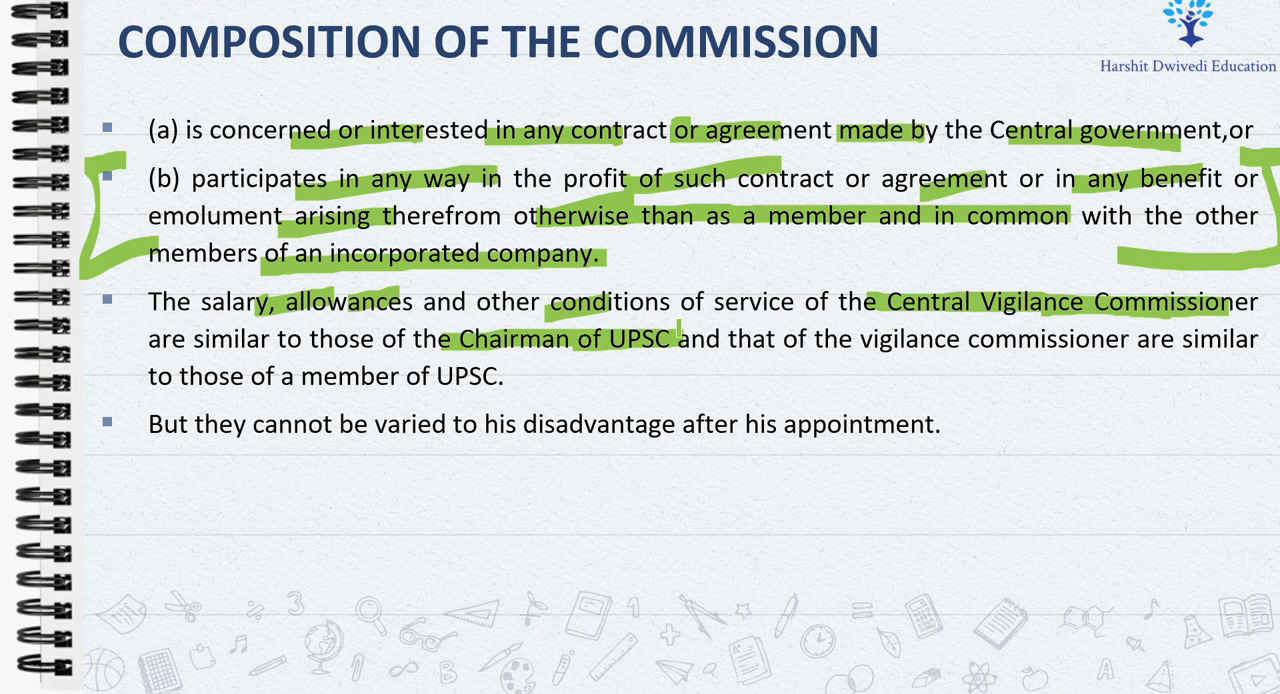 COMPOSITION OF THE COMMISSION
Harshit Dwivedi Education
(a) is concerned or interested in any contract or agreement made by the Central government,or
(b) participates in any way in the profit of such contract or agreement or in any benefit or
emolument arising therefrom otherwise than as a member and in common with the other
members of an incorporated company.
The salary, allowances and other conditions of service of the Central Vigilance Commissioner
are similar to those of the Chairman of UPSC and that of the vigilance commissioner are similar
to those of a member of UPSC.
But they cannot be varied to his disadvantage after his appointment.